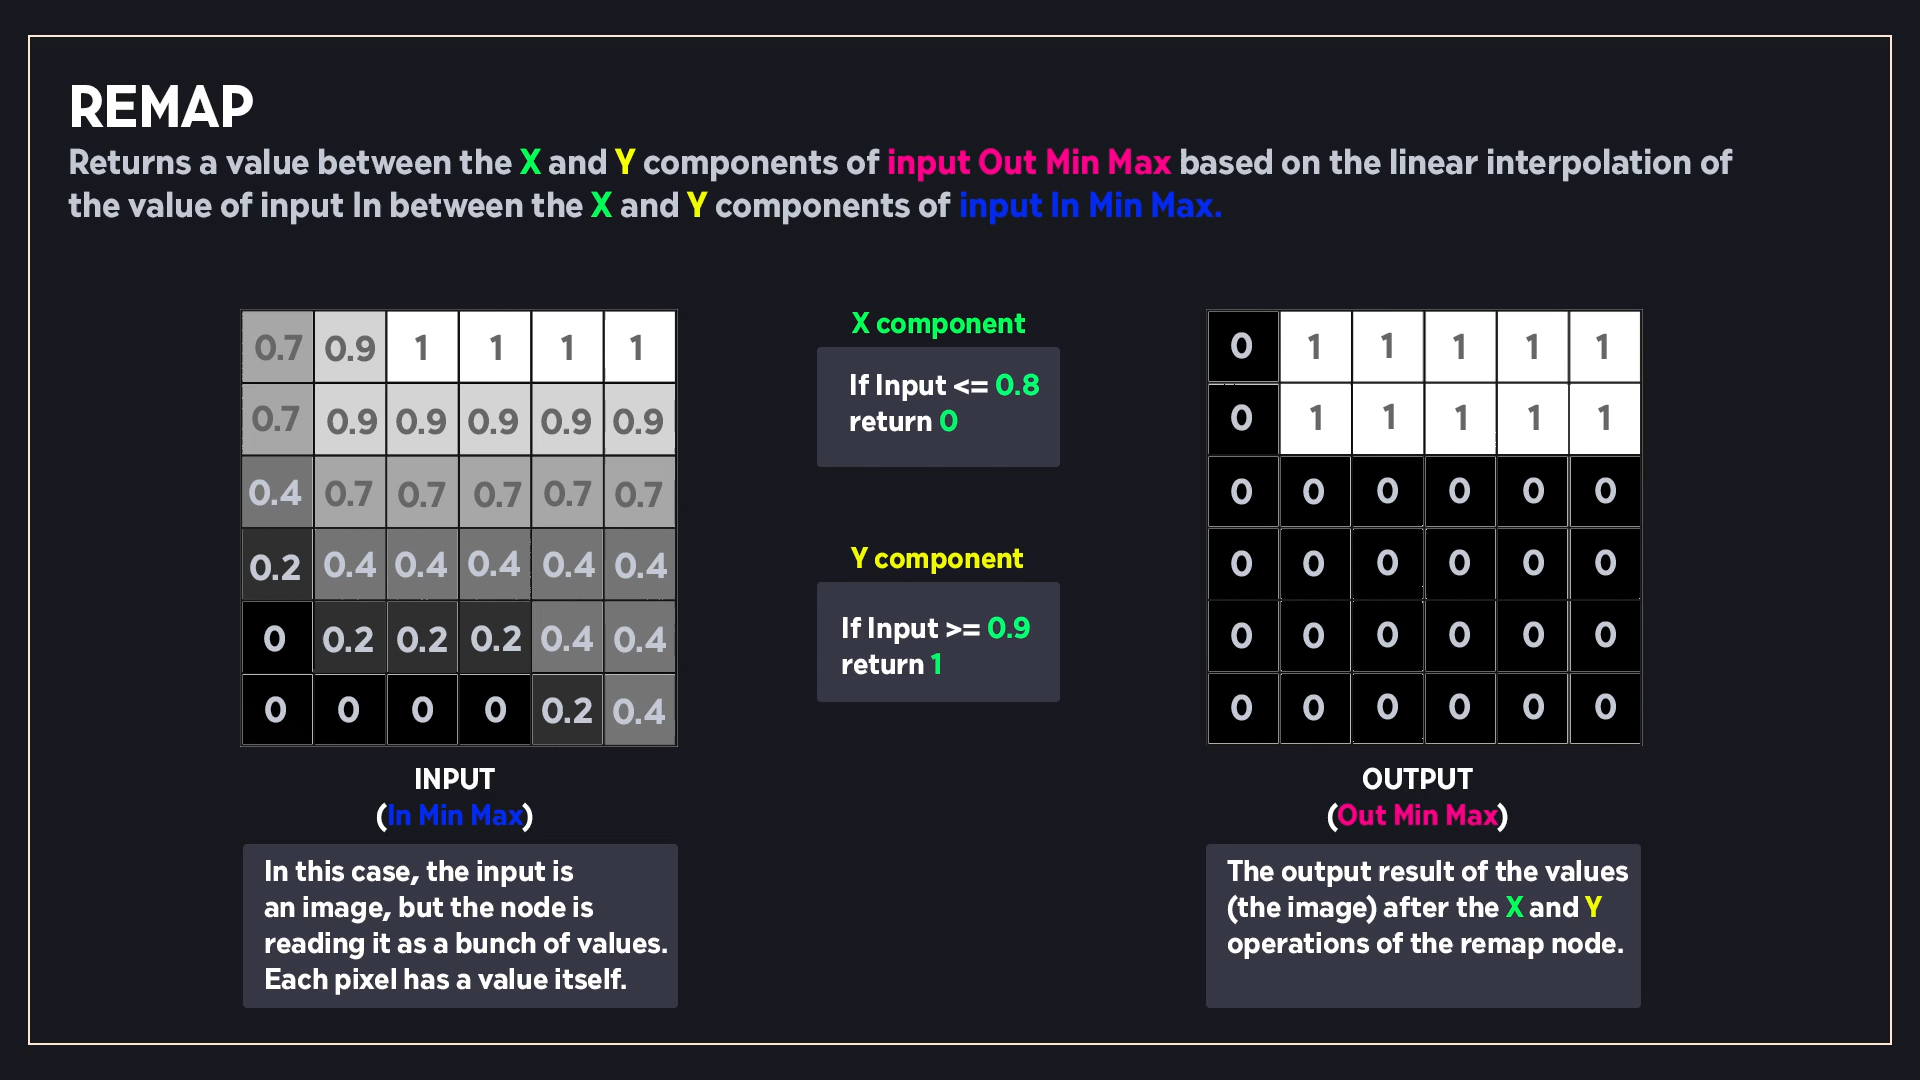 REMAP
Returns a value between the X and Y components of input Out Min Max based on the linear interpolation of
the value of input In between the X and Y components of input In Min Max.
0.7 0.9 1 1 1 1
0.7 0.9 0.9 0.9 0.9 0.9
0.4 0.7 0.7 0.7 0.7 0.7
0.2 0.4 0.4 0.4 0.4 0.4
0 0.2 0.2 0.2 0.4 0.4
0 0 0 0 0.2 0.4
INPUT
(In Min Max)
In this case, the input is
an image, but the node is
reading it as a bunch of values.
Each pixel has a value itself.
X component
If Input <= 0.8
return 0
Y component
If Input >= 0.9
return 1
0 1 1 1 1 1
0 1 1 1 1 1
0 0 0 0 0 0
0 0 0 0 0 0
0 0 0 0 0 0
0 0 0 0 0 0
OUTPUT
(Out Min Max)
The output result of the values
(the image) after the X and Y
operations of the remap node.